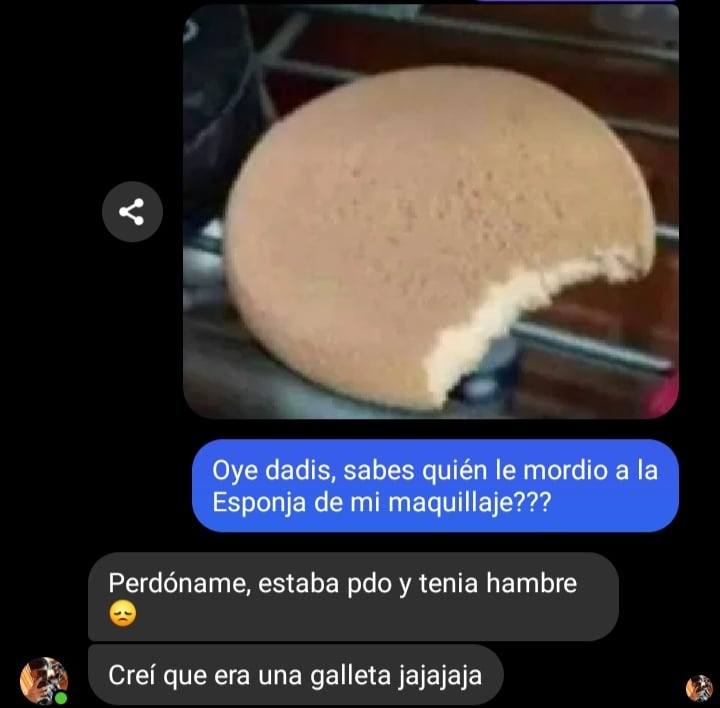 Oye dadis, sabes quién le mordio a la
Esponja de mi maquillaje???
Perdóname, estaba pdo y tenia hambre
😞
Creí que era una galleta jajajaja